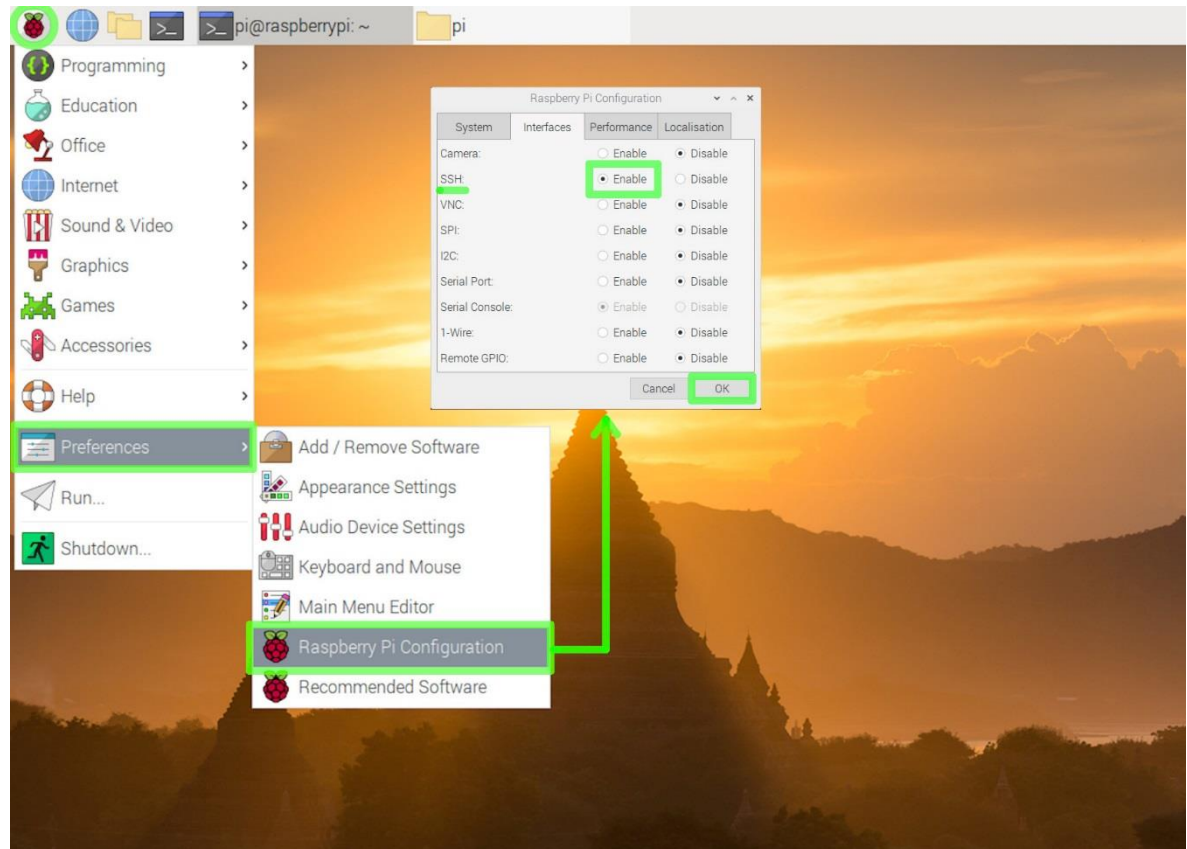 pi@raspberrypi: ~
pi
Programming
Education
Office
Internet
Sound & Video
Graphics
Games
Accessories
Help
Preferences
Run...
Shutdown...
Add / Remove Software
Appearance Settings
Audio Device Settings
Keyboard and Mouse
Main Menu Editor
Raspberry Pi Configuration
Recommended Software
Raspberry Pi Configuration
System Interfaces Performance Localisation
Camera: Enable Disable
SSH: Enable Disable
VNC: Enable Disable
SPI: Enable Disable
I2C: Enable Disable
Serial Port: Enable Disable
Serial Console: Enable Disable
1-Wire: Enable Disable
Remote GPIO: Enable Disable
Cancel OK